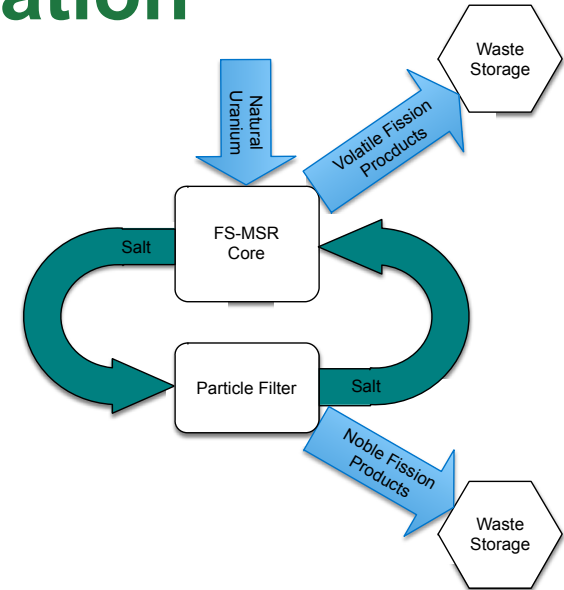 ation
Waste
Storage
Natural
Uranium
Volatile Fission
Procducts
FS-MSR
Core
Salt
Particle Filter
Salt
Noble Fission
Products
Waste
Storage